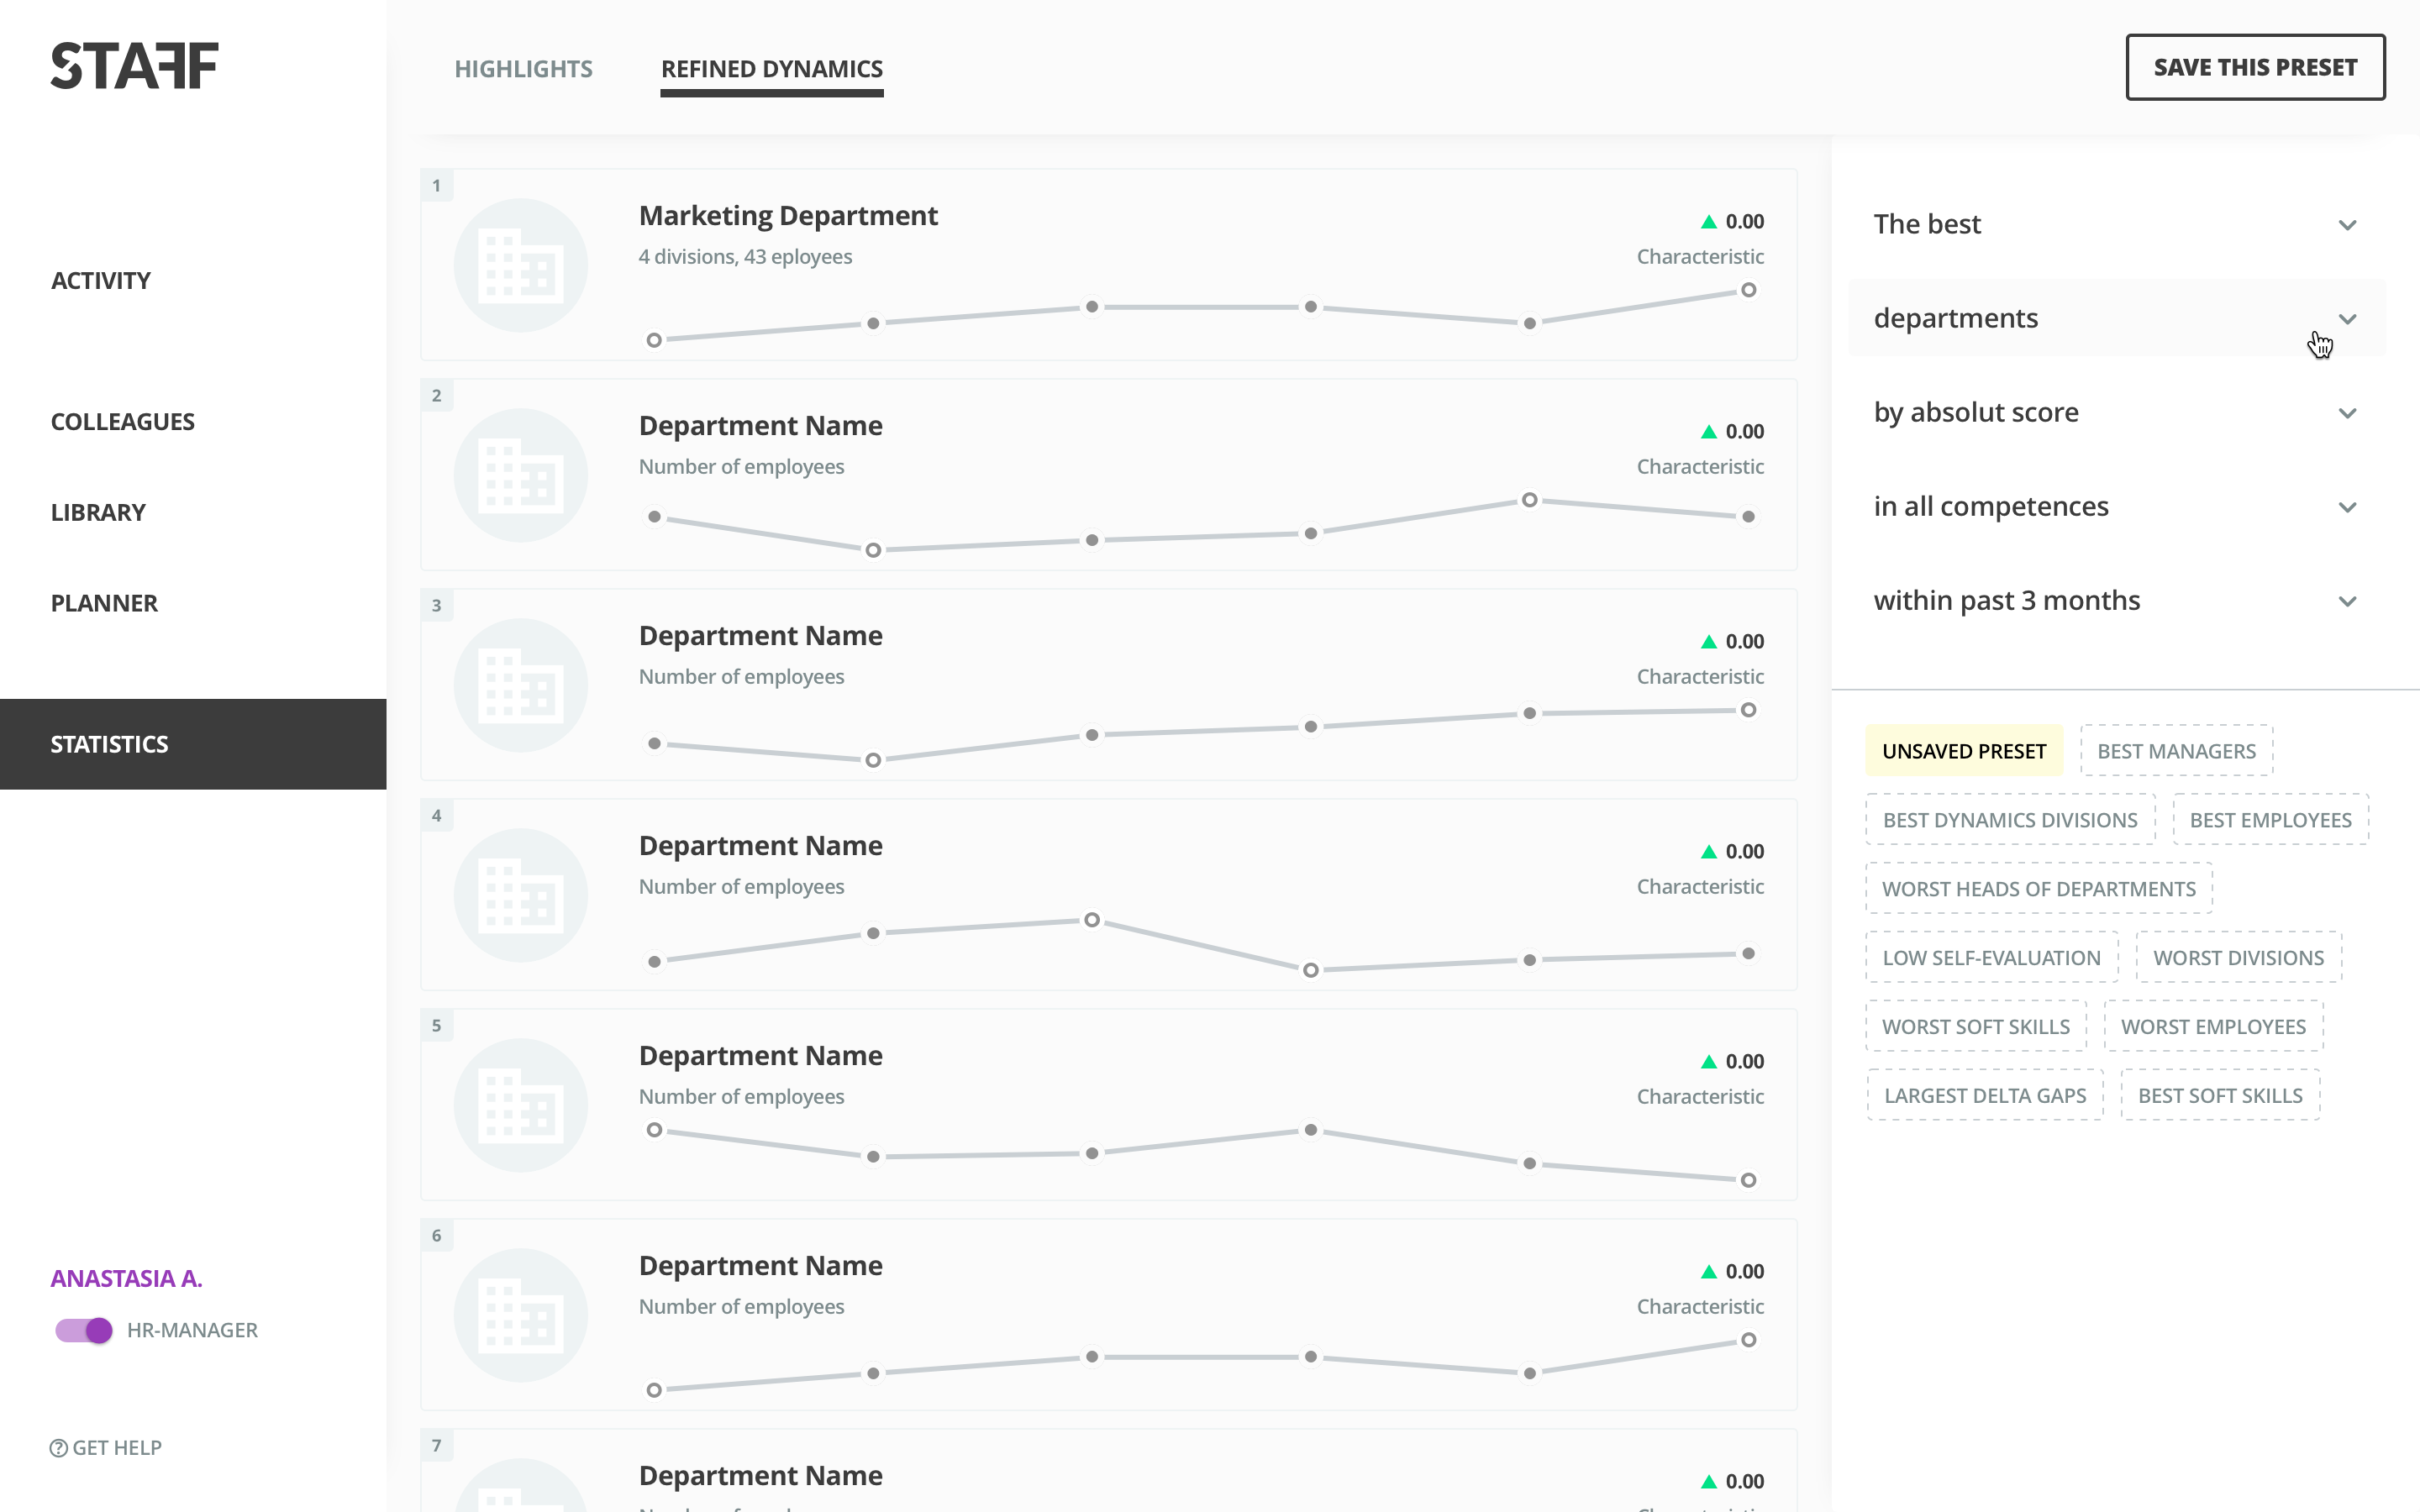 STAFF
ACTIVITY
COLLEAGUES
LIBRARY
PLANNER
STATISTICS
ANASTASIA A.
HR-MANAGER
? GET HELP
HIGHLIGHTS
REFINED DYNAMICS
SAVE THIS PRESET
1
Marketing Department
4 divisions, 43 eployees
0.00
Characteristic
2
Department Name
Number of employees
0.00
Characteristic
3
Department Name
Number of employees
0.00
Characteristic
4
Department Name
Number of employees
0.00
Characteristic
5
Department Name
Number of employees
0.00
Characteristic
6
Department Name
Number of employees
0.00
Characteristic
7
Department Name
0.00
The best
departments
by absolut score
in all competences
within past 3 months
UNSAVED PRESET
BEST MANAGERS
BEST DYNAMICS DIVISIONS
BEST EMPLOYEES
WORST HEADS OF DEPARTMENTS
LOW SELF-EVALUATION
WORST DIVISIONS
WORST SOFT SKILLS
WORST EMPLOYEES
LARGEST DELTA GAPS
BEST SOFT SKILLS